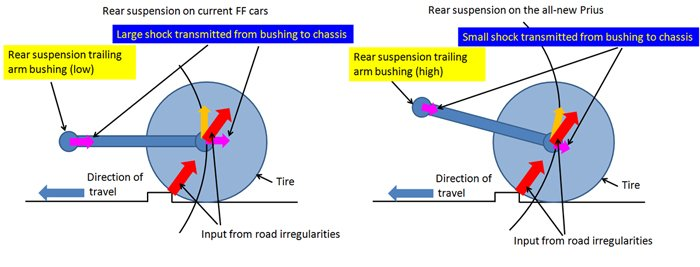 Rear suspension on current FF cars
Large shock transmitted from bushing to chassis
Rear suspension trailing
arm bushing (low)
Direction of
travel
Tire
Input from road irregularities
Rear suspension on the all-new Prius
Small shock transmitted from bushing to chassis
Rear suspension trailing
arm bushing (high)
Direction of
travel
Tire
Input from road irregularities